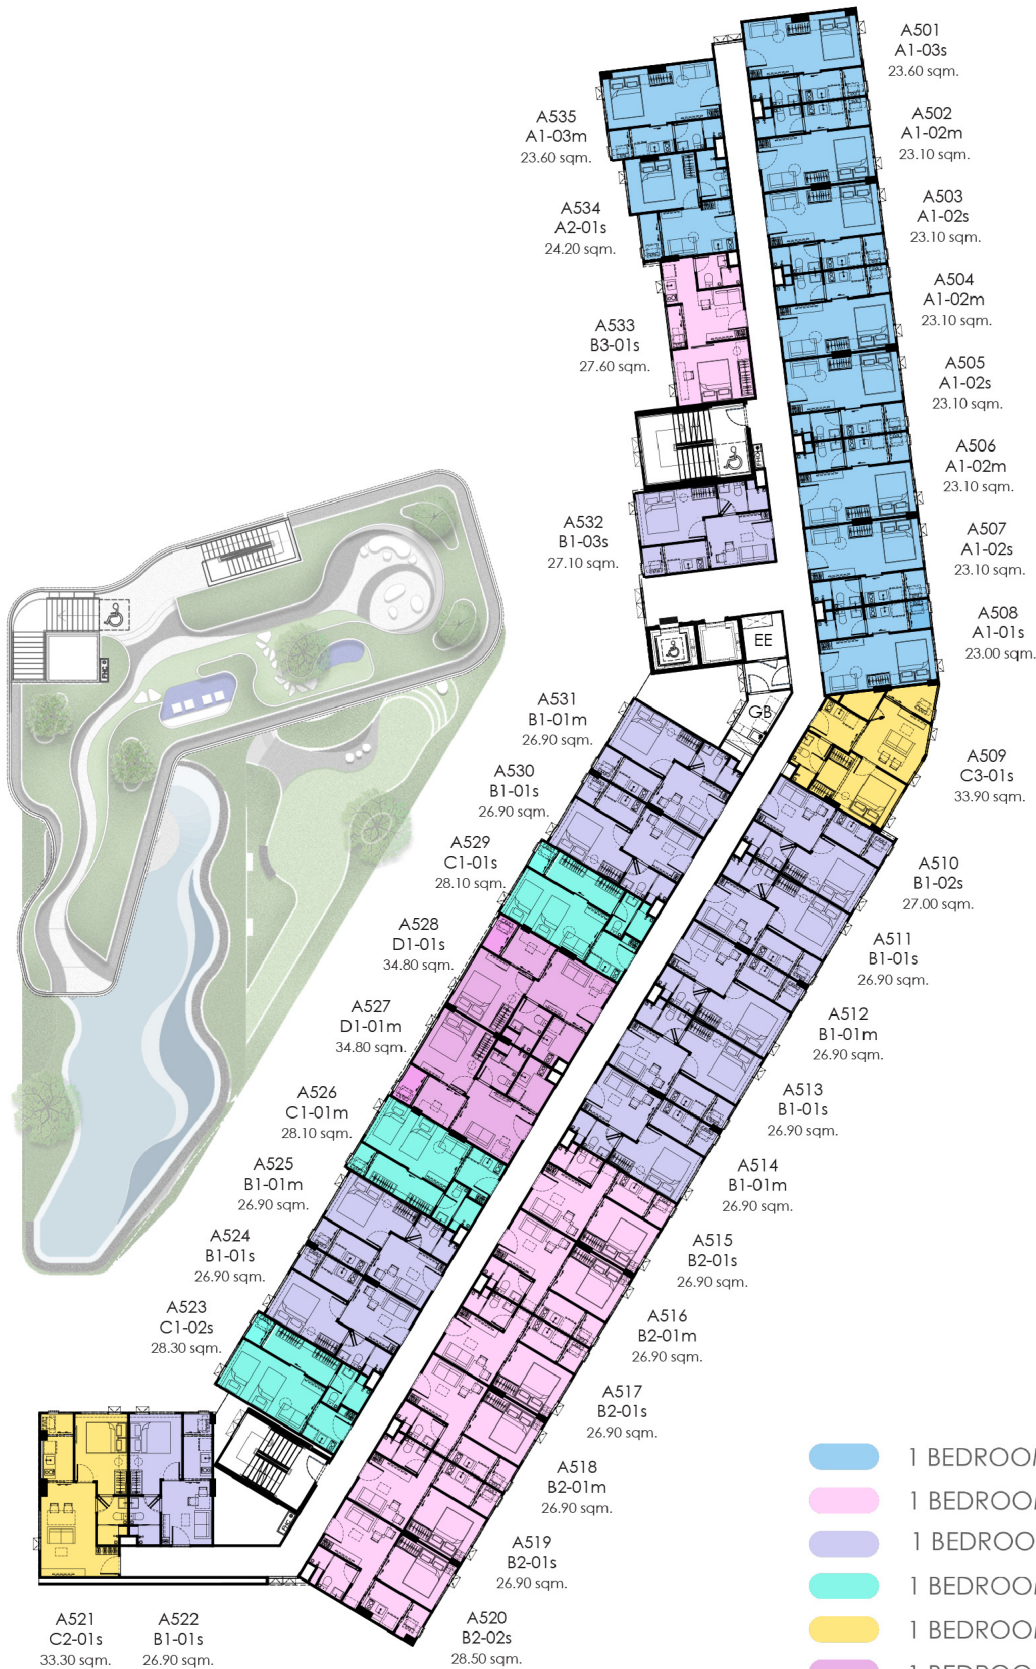 A501
A1-03s
23.60 sqm.
A502
A1-02m
23.10 sqm.
A503
A1-02s
23.10 sqm.
A504
A1-02m
23.10 sqm.
A505
A1-02s
23.10 sqm.
A506
A1-02m
23.10 sqm.
A507
A1-02s
23.10 sqm.
A508
A1-01s
23.00 sqm.
A509
C3-01s
33.90 sqm.
A510
B1-02s
27.00 sqm.
A511
B1-01s
26.90 sqm.
A512
B1-01m
26.90 sqm.
A513
B1-01s
26.90 sqm.
A514
B1-01m
26.90 sqm.
A515
B2-01s
26.90 sqm.
A516
B2-01m
26.90 sqm.
A517
B2-01s
26.90 sqm.
A518
B2-01m
26.90 sqm.
A519
B2-01s
26.90 sqm.
A520
B2-02s
28.50 sqm.
A521
C2-01s
33.30 sqm.
A522
B1-01s
26.90 sqm.
A523
C1-02s
28.30 sqm.
A524
B1-01s
26.90 sqm.
A525
B1-01m
26.90 sqm.
A526
C1-01m
28.10 sqm.
A527
D1-01m
34.80 sqm.
A528
D1-01s
34.80 sqm.
A529
C1-01s
28.10 sqm.
A530
B1-01s
26.90 sqm.
A531
B1-01m
26.90 sqm.
A532
B1-03s
27.10 sqm.
A533
B3-01s
27.60 sqm.
A534
A2-01s
24.20 sqm.
A535
A1-03m
23.60 sqm.
EE
GB
FHC
FHC
FHC
1 BEDROOM
1 BEDROOM
1 BEDROO
1 BEDROOM
1 BEDROOM
1 BEDROOM